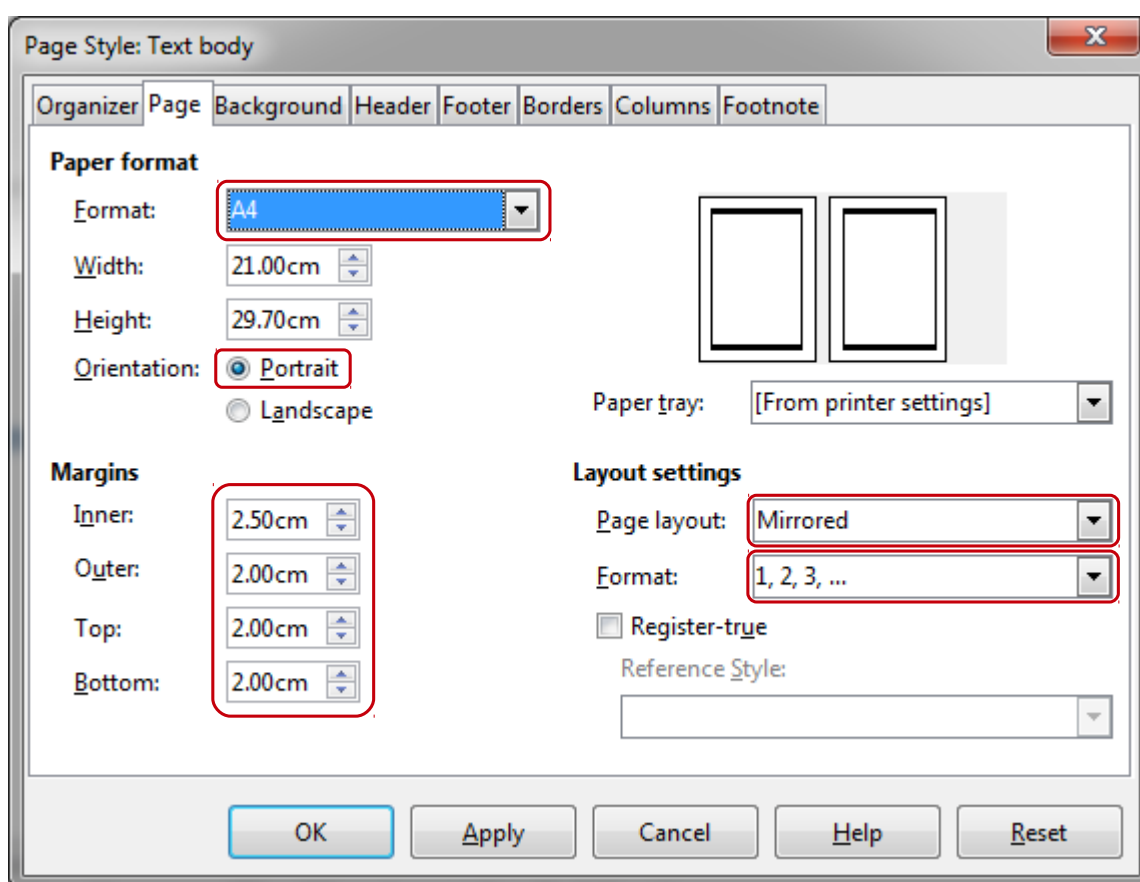 Page Style: Text body
Organizer Page Background Header Footer Borders Columns Footnote
Paper format
Format: A4
Width: 21.00cm
Height: 29.70cm
Orientation: Portrait
Landscape
Paper tray: [From printer settings]
Margins
Inner: 2.50cm
Outer: 2.00cm
Top: 2.00cm
Bottom: 2.00cm
Layout settings
Page layout: Mirrored
Format: 1, 2, 3, ...
Register-true
Reference Style:
OK Apply Cancel Help Reset